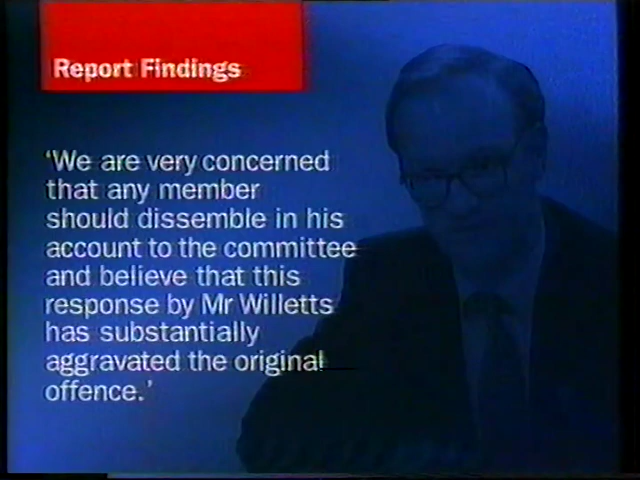 Report Findings
‘We are very concerned
that any member
should dissemble in his
account to the committee
and believe that this
response by Mr Willetts
has substantially
aggravated the original
offence.’